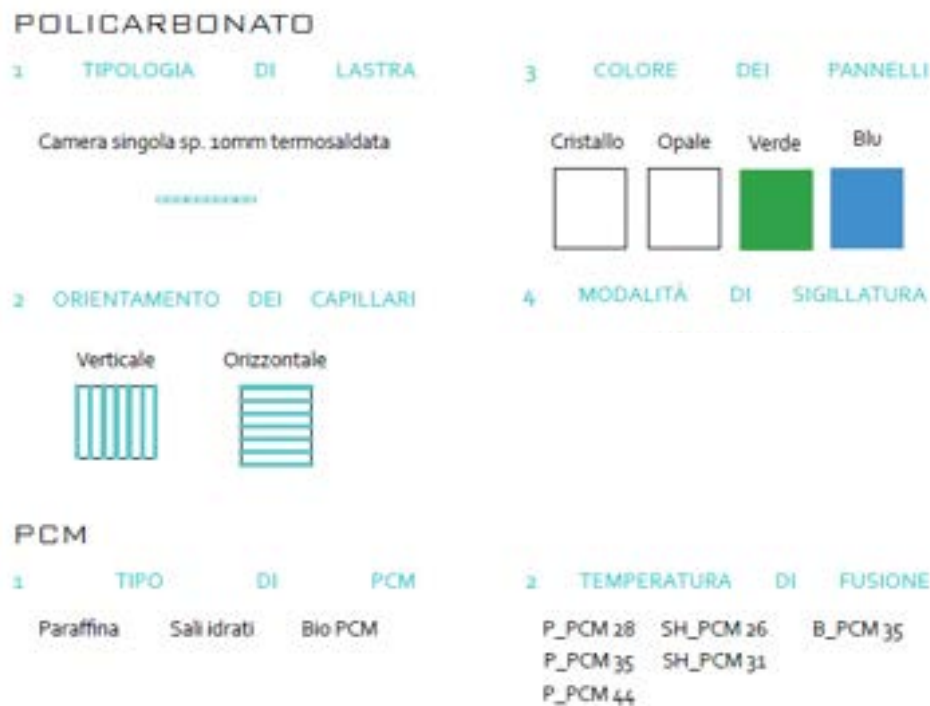 POLICARBONATO
1 TIPOLOGIA DI LASTRA
Camera singola sp. 10mm termosaldata
2 ORIENTAMENTO DEI CAPILLARI
Verticale Orizzontale
3 COLORE DEI PANNELLI
Cristallo Opale Verde Blu
4 MODALITÀ DI SIGILLATURA
PCM
1 TIPO DI PCM
Paraffina Sali idrati Bio PCM
2 TEMPERATURA DI FUSIONE
P_PCM 28 SH_PCM 26 B_PCM 35
P_PCM 35 SH_PCM 31
P_PCM 44